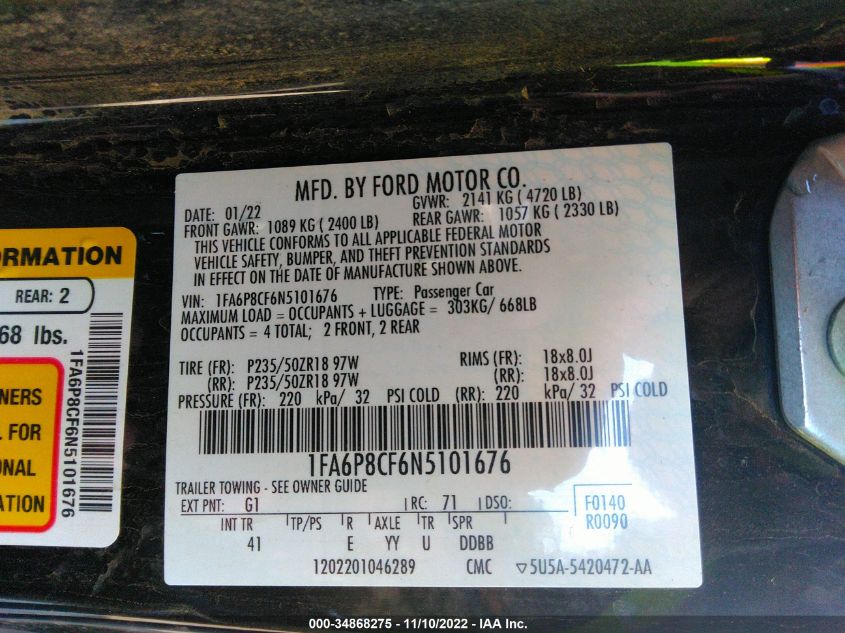 MFD. BY FORD MOTOR CO.
DATE: 01/22 GVWR: 2141 KG ( 4720 LB)
FRONT GAWR: 1089 KG ( 2400 LB) REAR GAWR: 1057 KG ( 2330 LB)
THIS VEHICLE CONFORMS TO ALL APPLICABLE FEDERAL MOTOR
VEHICLE SAFETY, BUMPER, AND THEFT PREVENTION STANDARDS
IN EFFECT ON THE DATE OF MANUFACTURE SHOWN ABOVE.
VIN: 1FA6P8CF6N5101676 TYPE: Passenger Car
MAXIMUM LOAD = OCCUPANTS + LUGGAGE = 303KG/ 668LB
OCCUPANTS = 4 TOTAL; 2 FRONT, 2 REAR
TIRE (FR): P235/50ZR18 97W RIMS (FR): 18x8.0J
(RR): P235/50ZR18 97W (RR): 18x8.0J
PRESSURE (FR): 220 kPa/ 32 PSI COLD (RR): 220 kPa/ 32 PSI COLD
1FA6P8CF6N5101676
TRAILER TOWING - SEE OWNER GUIDE
EXT PNT: G1 RC: 71 DSO: F0140
R0090
INT TR TP/PS R AXLE TR SPR
41 E YY U DDBB
1202201046289 CMC ▽5U5A-5420472-AA
ORMATION
REAR: 2
68 lbs.
1FA6P8CF6N5101676
NERS
. FOR
ONAL
ATION
000-34868275 - 11/10/2022 - IAA Inc.